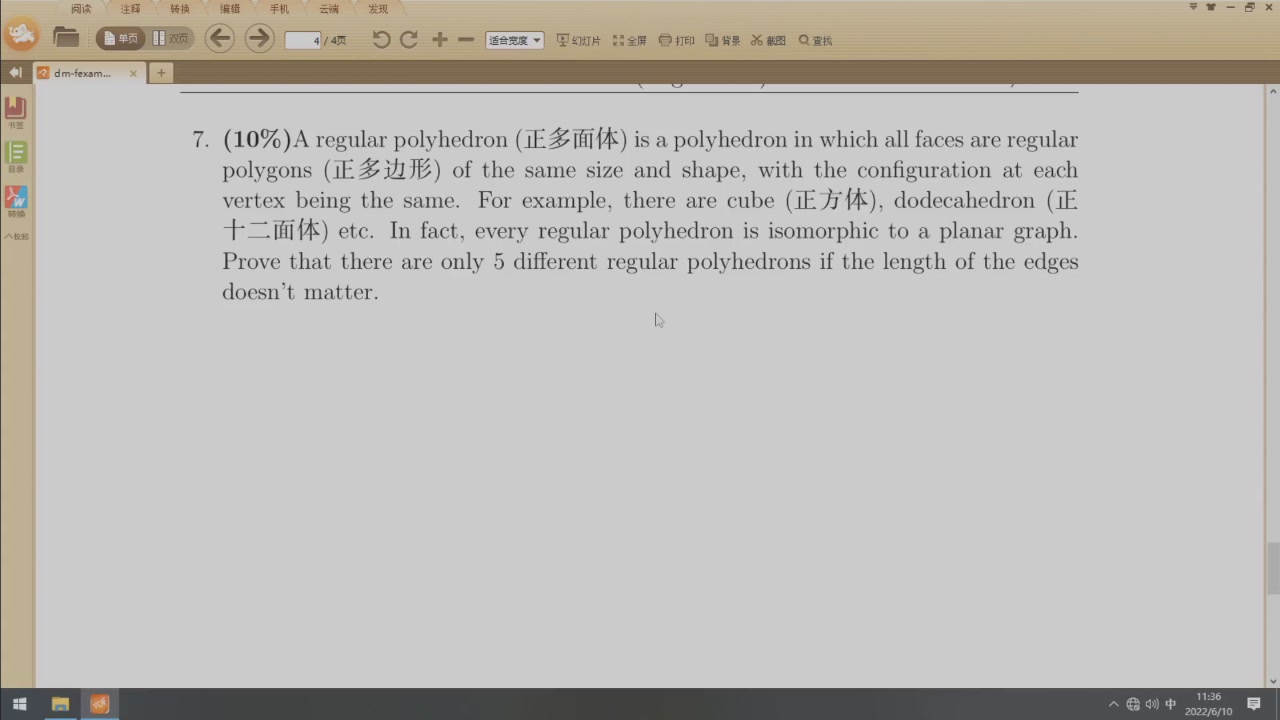 阅读 注释 转换 编辑 手机 云端 发现
单页 双页 4 / 4页 适合宽度 幻灯片 全屏 打印 背景 截图 查找
dm-fexam...
书签
目录
转换
收起
7. (10%)A regular polyhedron (正多面体) is a polyhedron in which all faces are regular
polygons (正多边形) of the same size and shape, with the configuration at each
vertex being the same. For example, there are cube (正方体), dodecahedron (正
十二面体) etc. In fact, every regular polyhedron is isomorphic to a planar graph.
Prove that there are only 5 different regular polyhedrons if the length of the edges
doesn't matter.
中
11:36
2022/6/10